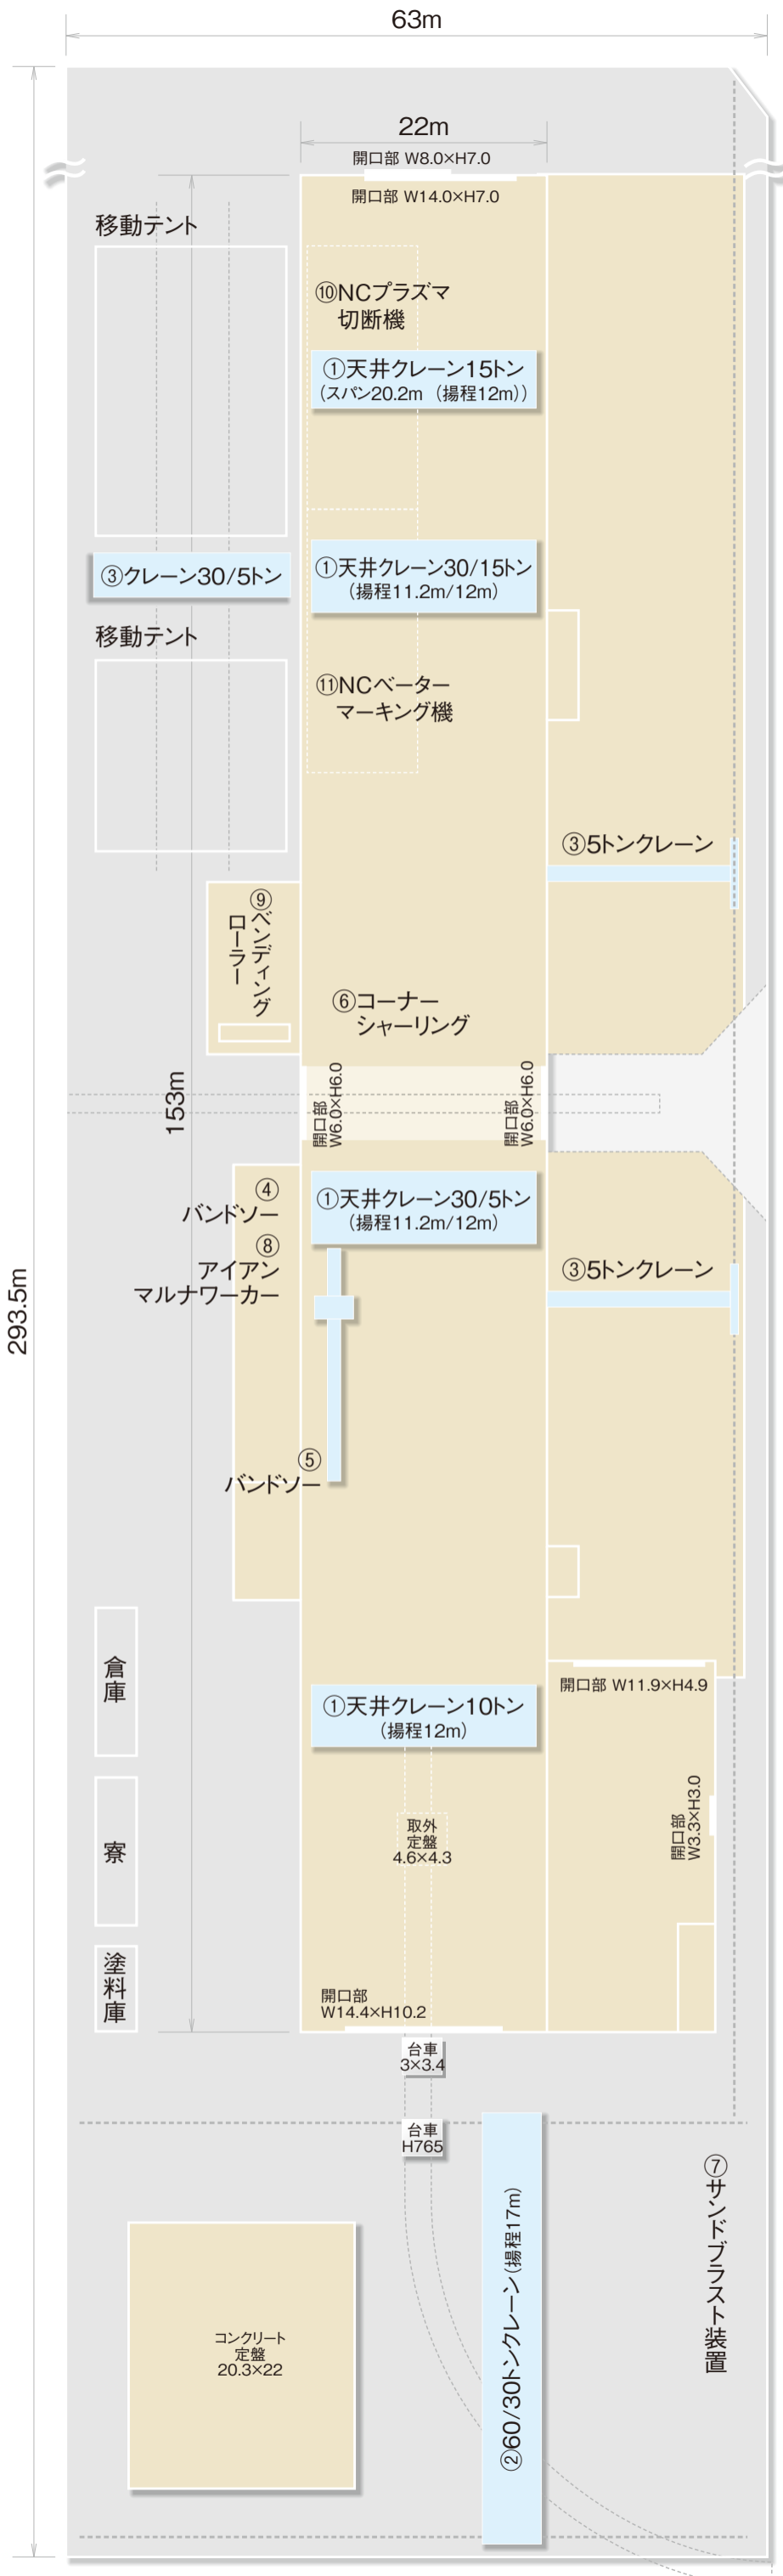 63m
22m
開口部 W8.0×H7.0
開口部 W14.0×H7.0
移動テント
⑩NCプラズマ
切断機
①天井クレーン15トン
(スパン20.2m (揚程12m))
③クレーン30/5トン
①天井クレーン30/15トン
(揚程11.2m/12m)
移動テント
⑪NCベーター
マーキング機
③5トンクレーン
⑨ベンディング
ローラー
⑥コーナー
シャーリング
153m
開口部
W6.0×H6.0
開口部
W6.0×H6.0
④
バンドソー
①天井クレーン30/5トン
(揚程11.2m/12m)
⑧
アイアン
マルナワーカー
③5トンクレーン
293.5m
⑤
バンドソー
倉庫
開口部 W11.9×H4.9
①天井クレーン10トン
(揚程12m)
寮
取外
定盤
4.6×4.3
開口部
W3.3×H3.0
塗料庫
開口部
W14.4×H10.2
台車
3×3.4
台車
H765
⑦サンドブラスト装置
②60/30トンクレーン(揚程17m)
コンクリート
定盤
20.3×22